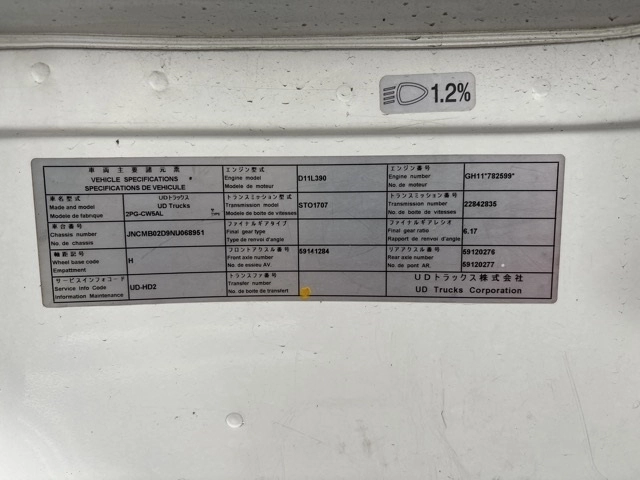 1.2%
車両主要諸元票
VEHICLE SPECIFICATIONS
SPECIFICATIONS DE VEHICULE
車名型式
Made and model
Modele de fabrique
UDトラックス
UD Trucks
2PG-CW5AL
車台番号
Chassis number
No. de chassis
JNCMB02D9NU068951
軸距記号
Wheel base code
Empattment
H
サービスインフォコード
Service Info Code
Information Maintenance
UD-HD2
エンジン型式
Engine model
Modele de moteur
D11L390
トランスミッション型式
Transmission model
Modele de boite de vitesses
STO1707
ファイナルギアタイプ
Final gear type
Type de renvoi d'angle
フロントアクスル番号
Front axle number
No. de essieu AV.
59141284
トランスファ番号
Transfer number
No. de boite de transfert
エンジン番号
Engine number
No. de moteur
GH11*782599*
トランスミッション番号
Transmission number
No. de boite de vitesses
22842835
ファイナルギアレシオ
Final gear ratio
Rapport de renvoi d'angle
6.17
リアアクスル番号
Rear axle number
No. de pont AR.
59120276
59120277
UDトラックス株式会社
UD Trucks Corporation